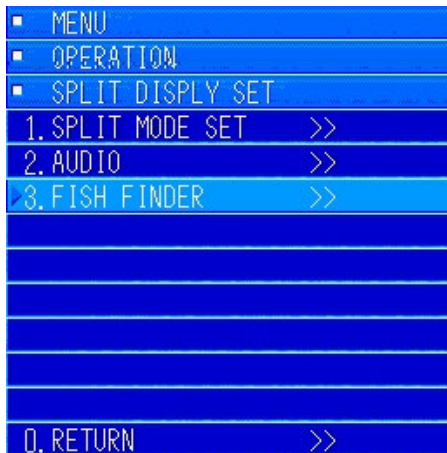 MENU
OPERATION
SPLIT DISPLY SET
1. SPLIT MODE SET >>
2. AUDIO >>
3. FISH FINDER >>
0. RETURN >>